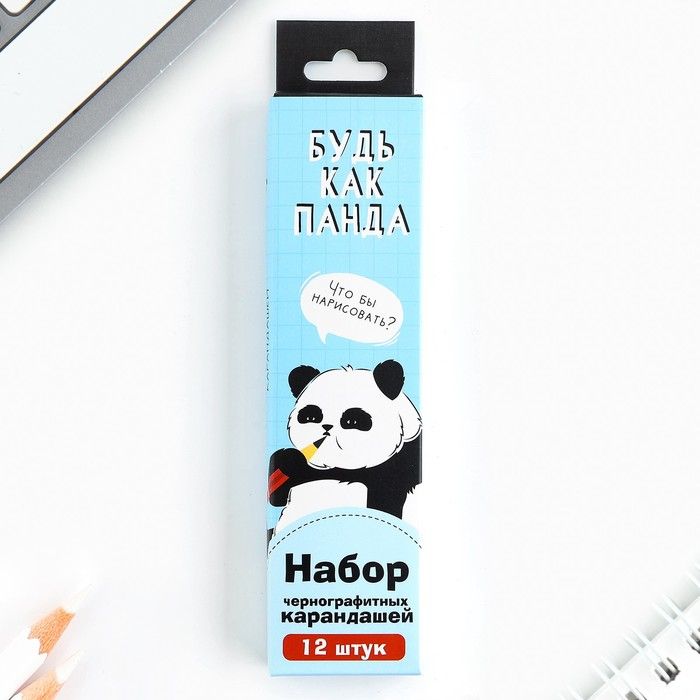 БУДЬ
КАК
ПАНДА
ЧТО БЫ
НАРИСОВАТЬ?
Набор
чернографитных
карандашей
12 штук